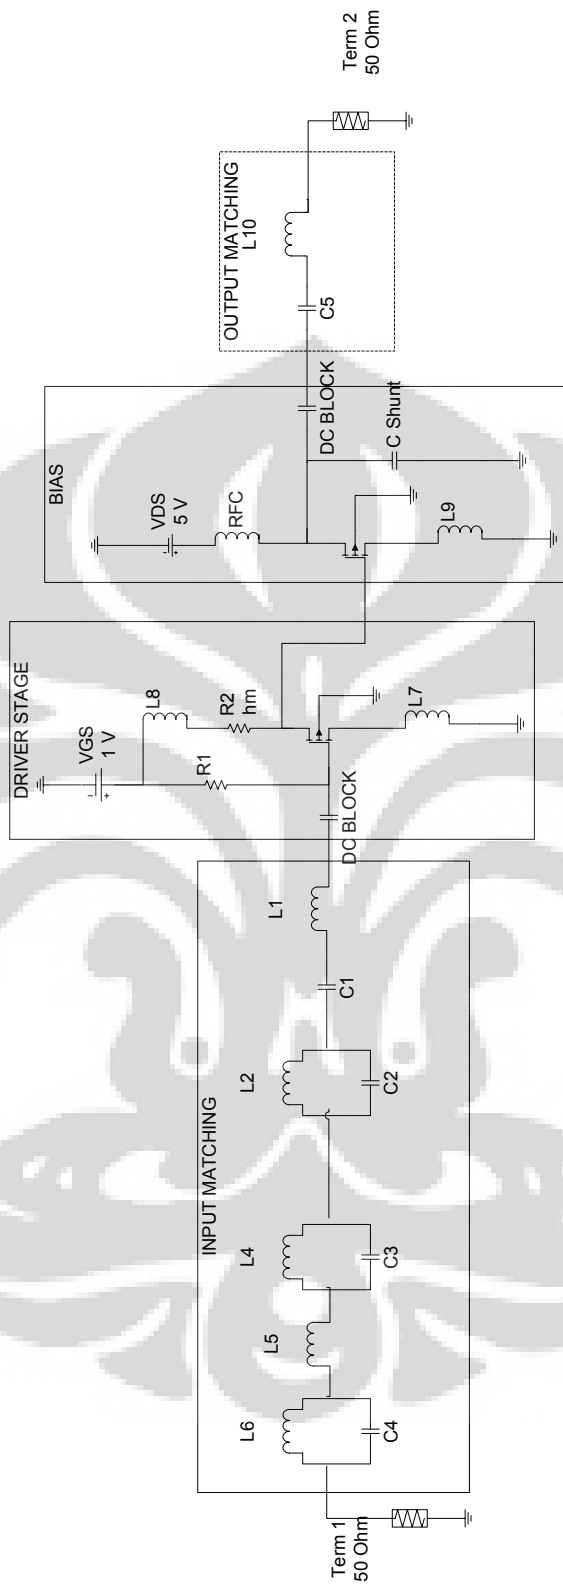 Term 1
50 Ohm
INPUT MATCHING
L6
C4
L5
L4
C3
L2
C2
C1
L1
DRIVER STAGE
DC BLOCK
R1
VGS
1 V
-
+
L8
R2
hm
L7
BIAS
VDS
5 V
-
+
RFC
L9
C Shunt
DC BLOCK
OUTPUT MATCHING
L10
C5
Term 2
50 Ohm